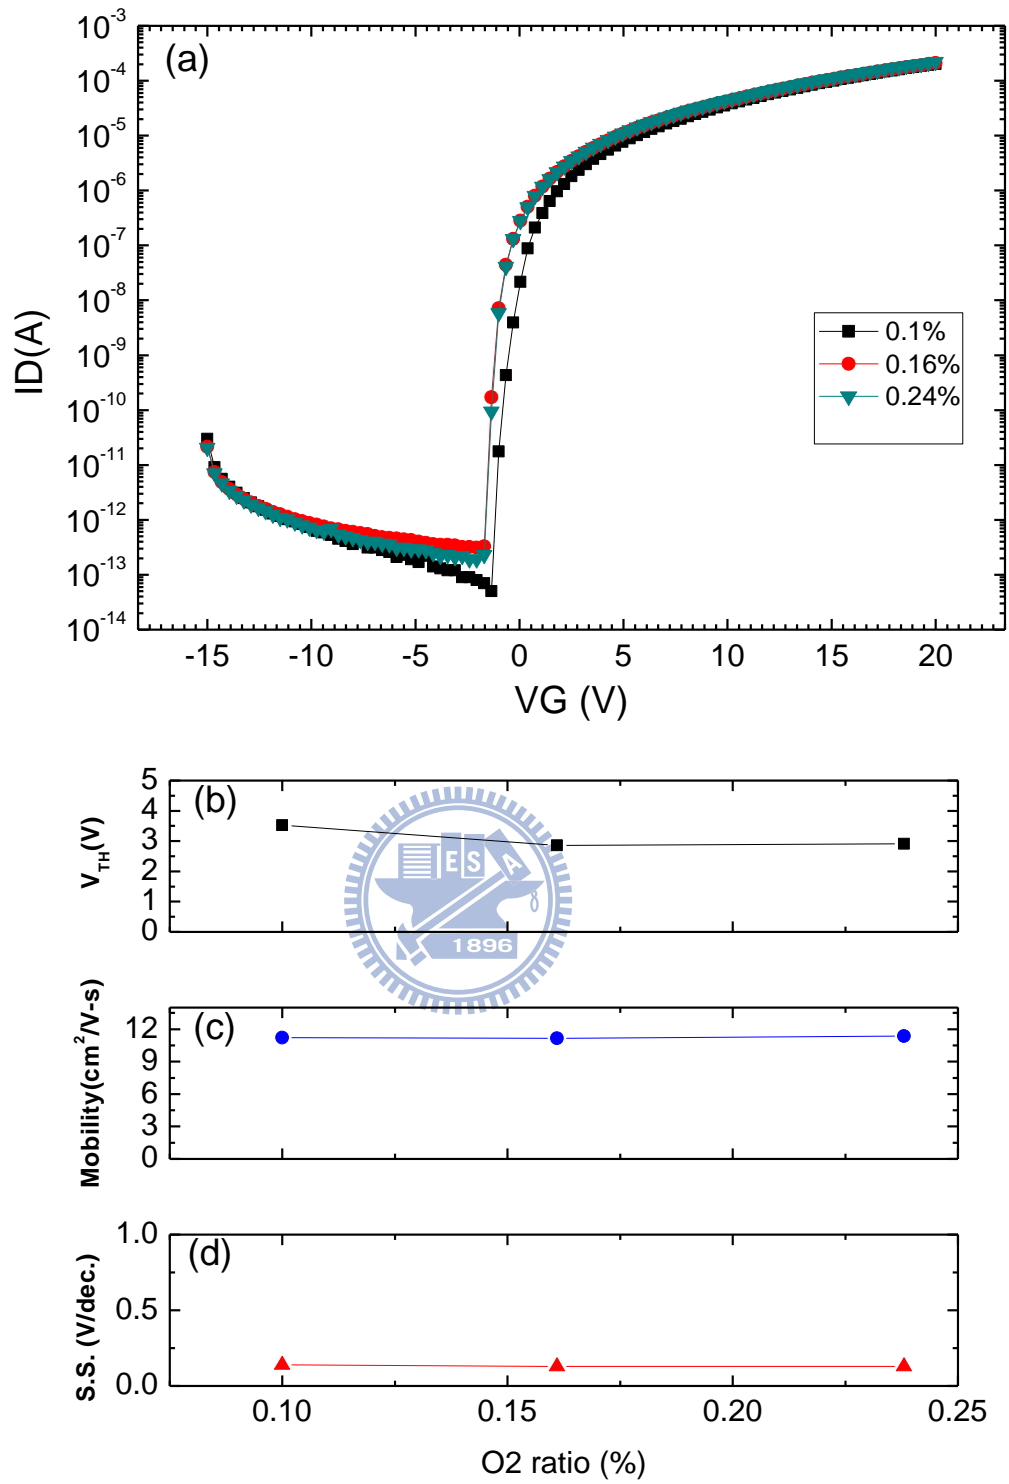 (a)
10^-3
10^-4
10^-5
10^-6
10^-7
10^-8
10^-9
10^-10
10^-11
10^-12
10^-13
10^-14
ID(A)
0.1%
0.16%
0.24%
-15 -10 -5 0 5 10 15 20
VG (V)
(b)
5
4
3
2
1
0
V_TH(V)
E S A
1896
(c)
12
9
6
3
0
Mobility(cm^2/V-s)
(d)
1.0
0.5
0.0
S.S. (V/dec.)
0.10 0.15 0.20 0.25
O2 ratio (%)